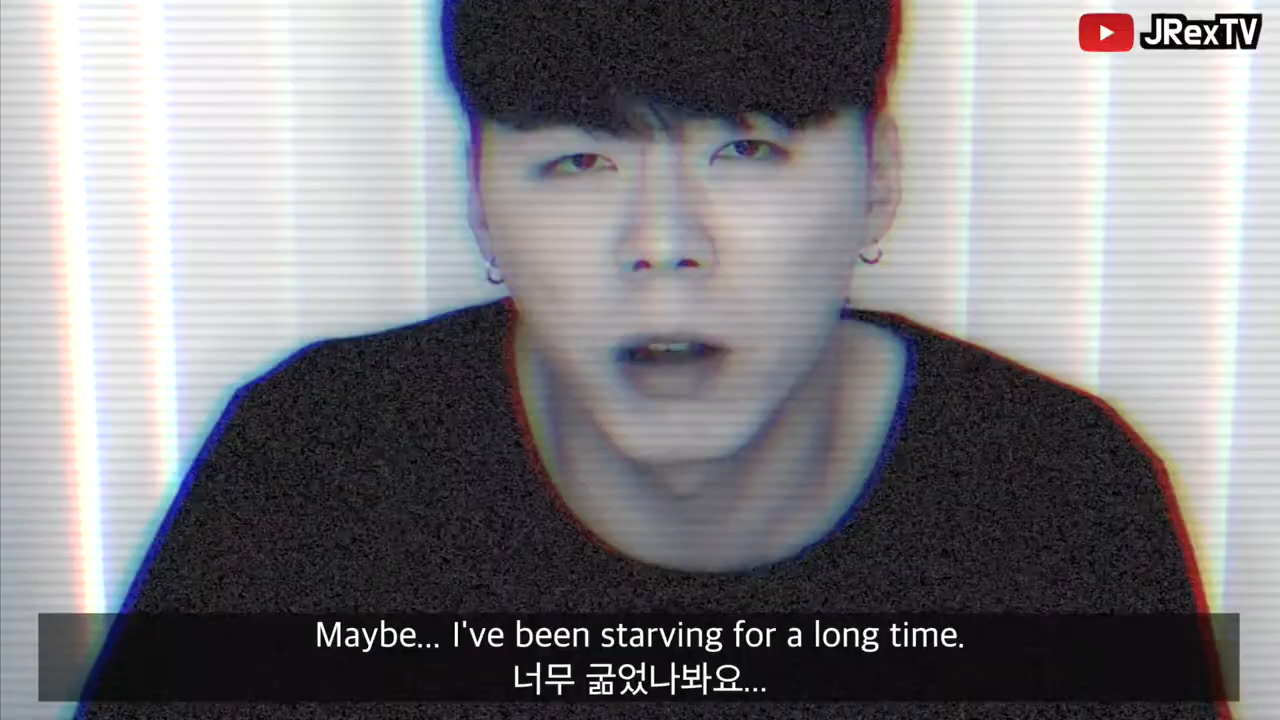 JRexTV
Maybe... I've been starving for a long time.
너무 굶었나봐요...